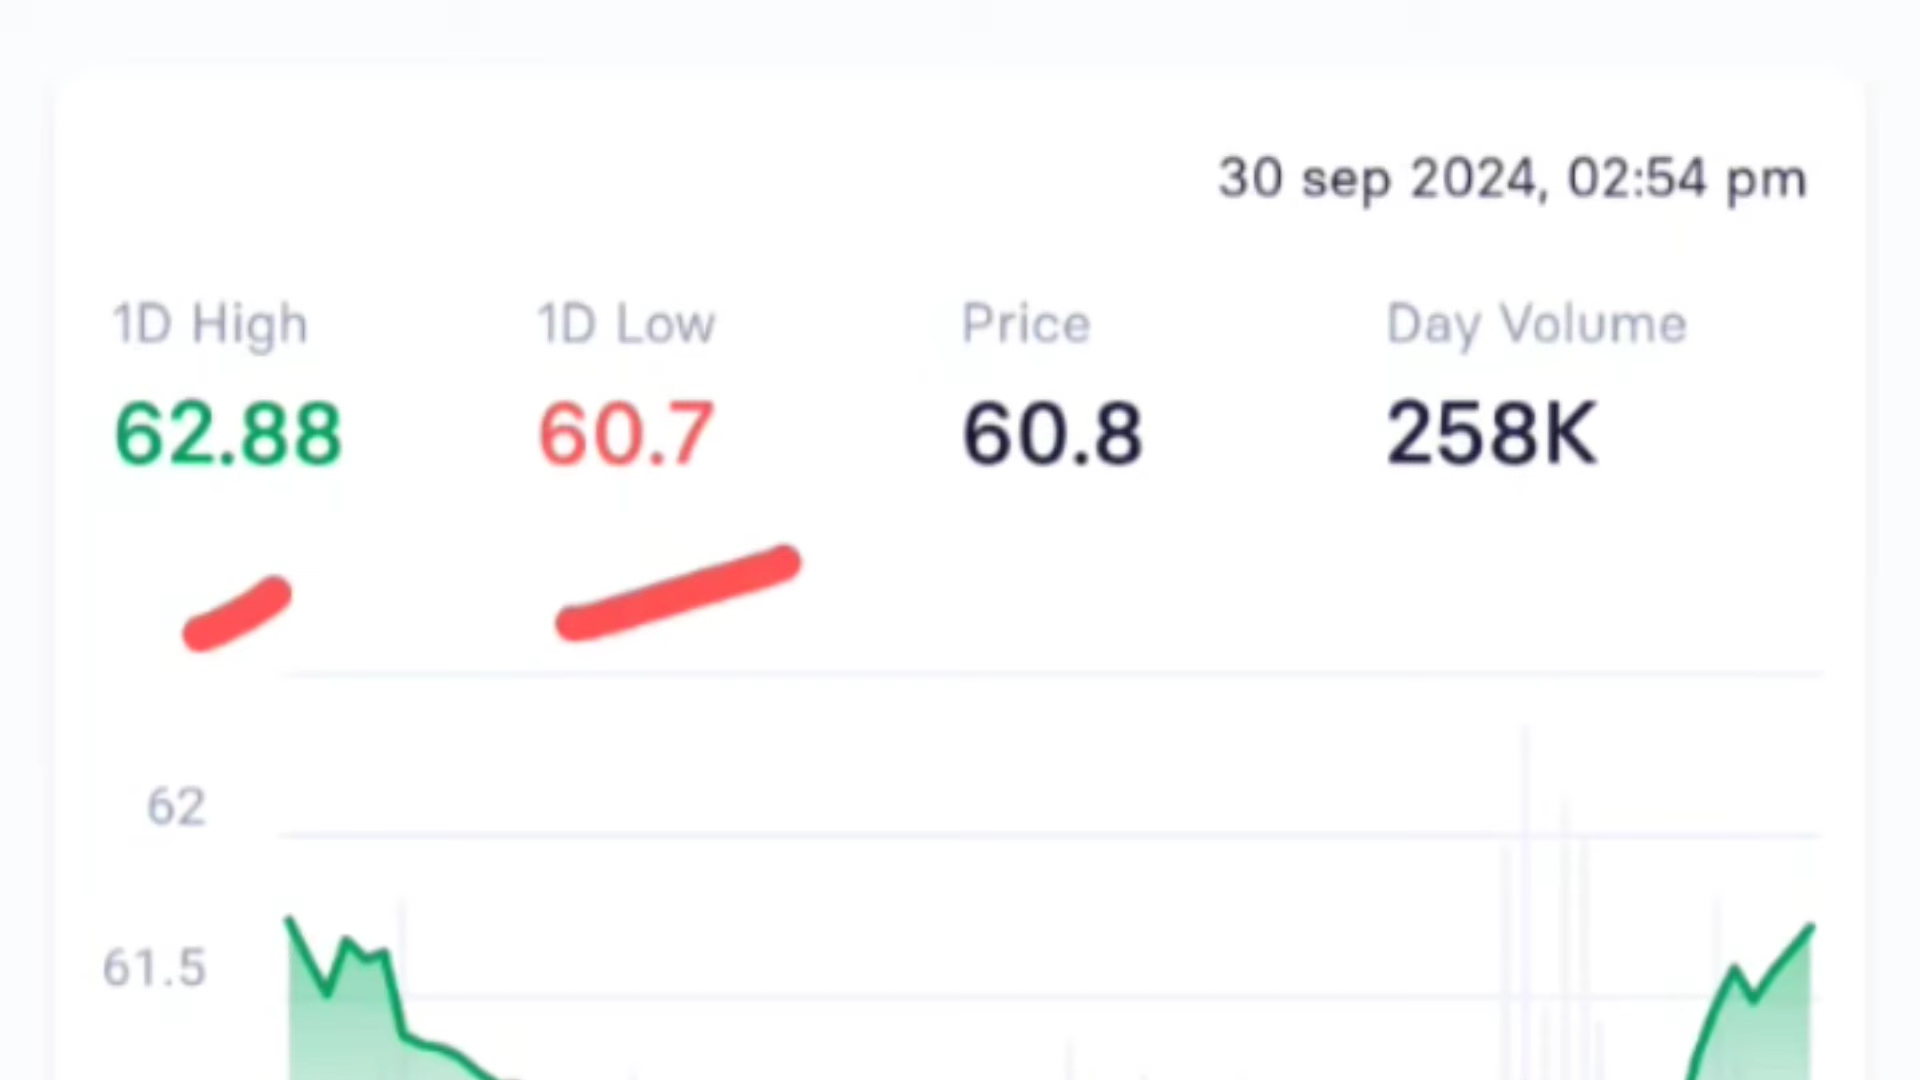 30 sep 2024, 02:54 pm
1D High 1D Low Price Day Volume
62.88 60.7 60.8 258K
62
61.5